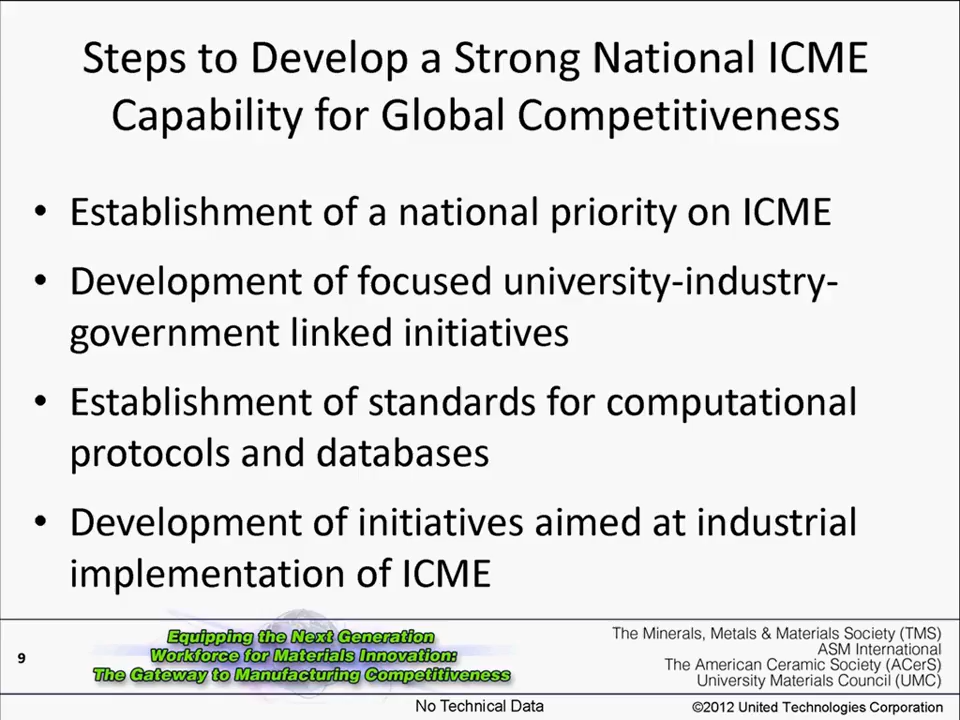 Steps to Develop a Strong National ICME
Capability for Global Competitiveness
• Establishment of a national priority on ICME
• Development of focused university-industry-
government linked initiatives
• Establishment of standards for computational
protocols and databases
• Development of initiatives aimed at industrial
implementation of ICME
9
Equipping the Next Generation
Workforce for Materials Innovation:
The Gateway to Manufacturing Competitiveness
The Minerals, Metals & Materials Society (TMS)
ASM International
The American Ceramic Society (ACerS)
University Materials Council (UMC)
No Technical Data
©2012 United Technologies Corporation